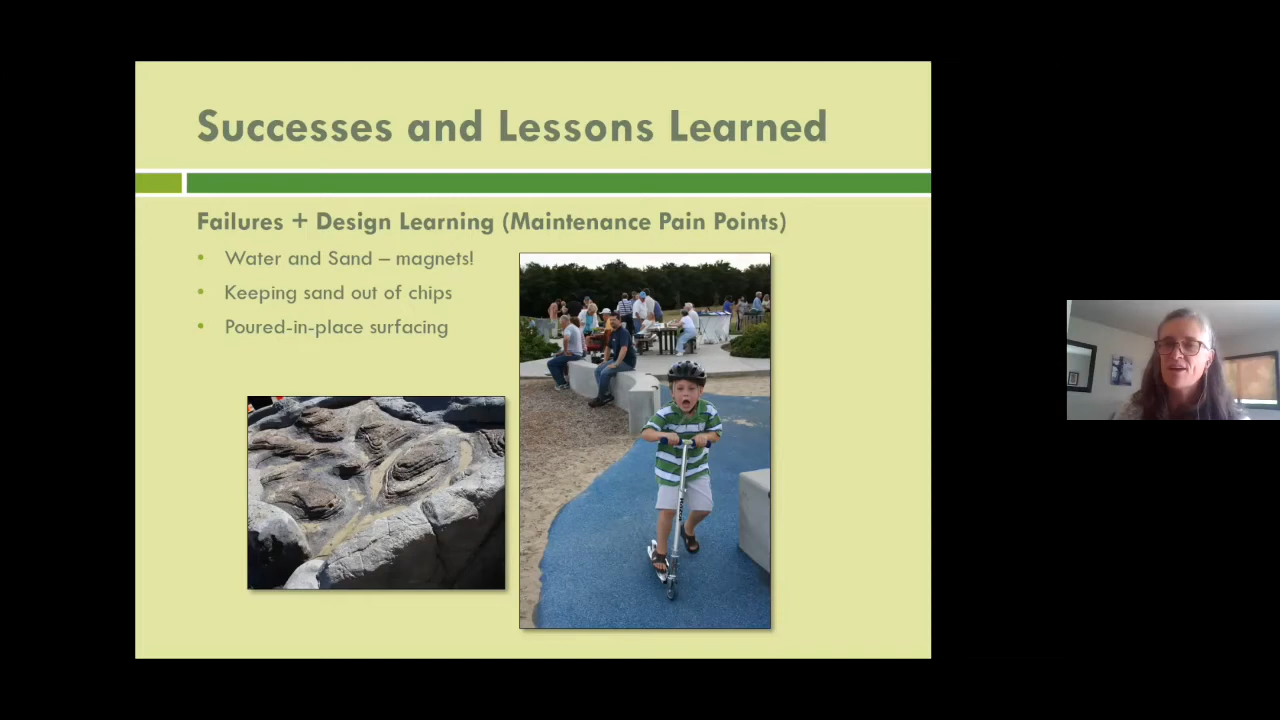 Successes and Lessons Learned
Failures + Design Learning (Maintenance Pain Points)
• Water and Sand – magnets!
• Keeping sand out of chips
• Poured-in-place surfacing